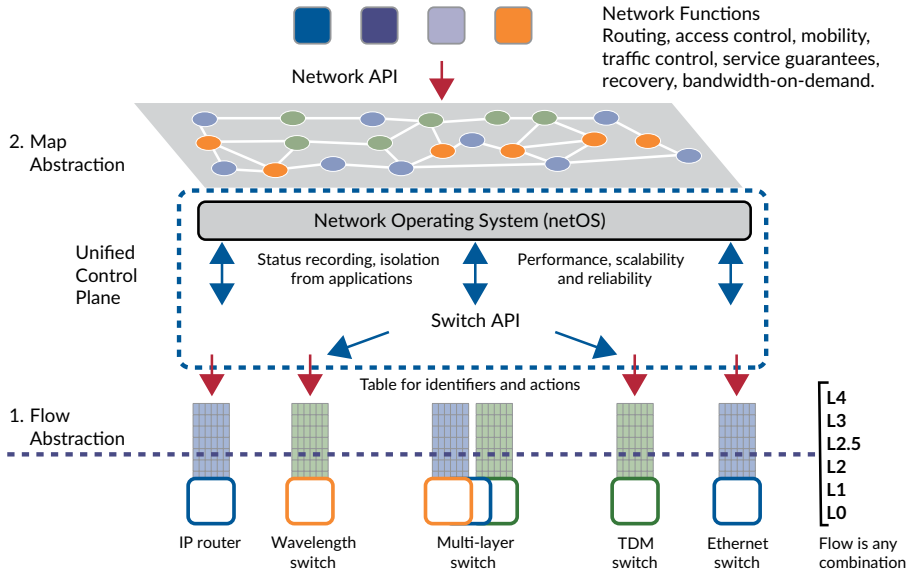 Network Functions
Routing, access control, mobility,
traffic control, service guarantees,
recovery, bandwidth-on-demand.
Network API
2. Map
Abstraction
Network Operating System (netOS)
Unified
Control
Plane
Status recording, isolation
from applications
Performance, scalability
and reliability
Switch API
Table for identifiers and actions
1. Flow
Abstraction
L4
L3
L2.5
L2
L1
L0
IP router
Wavelength
switch
Multi-layer
switch
TDM
switch
Ethernet
switch
Flow is any
combination